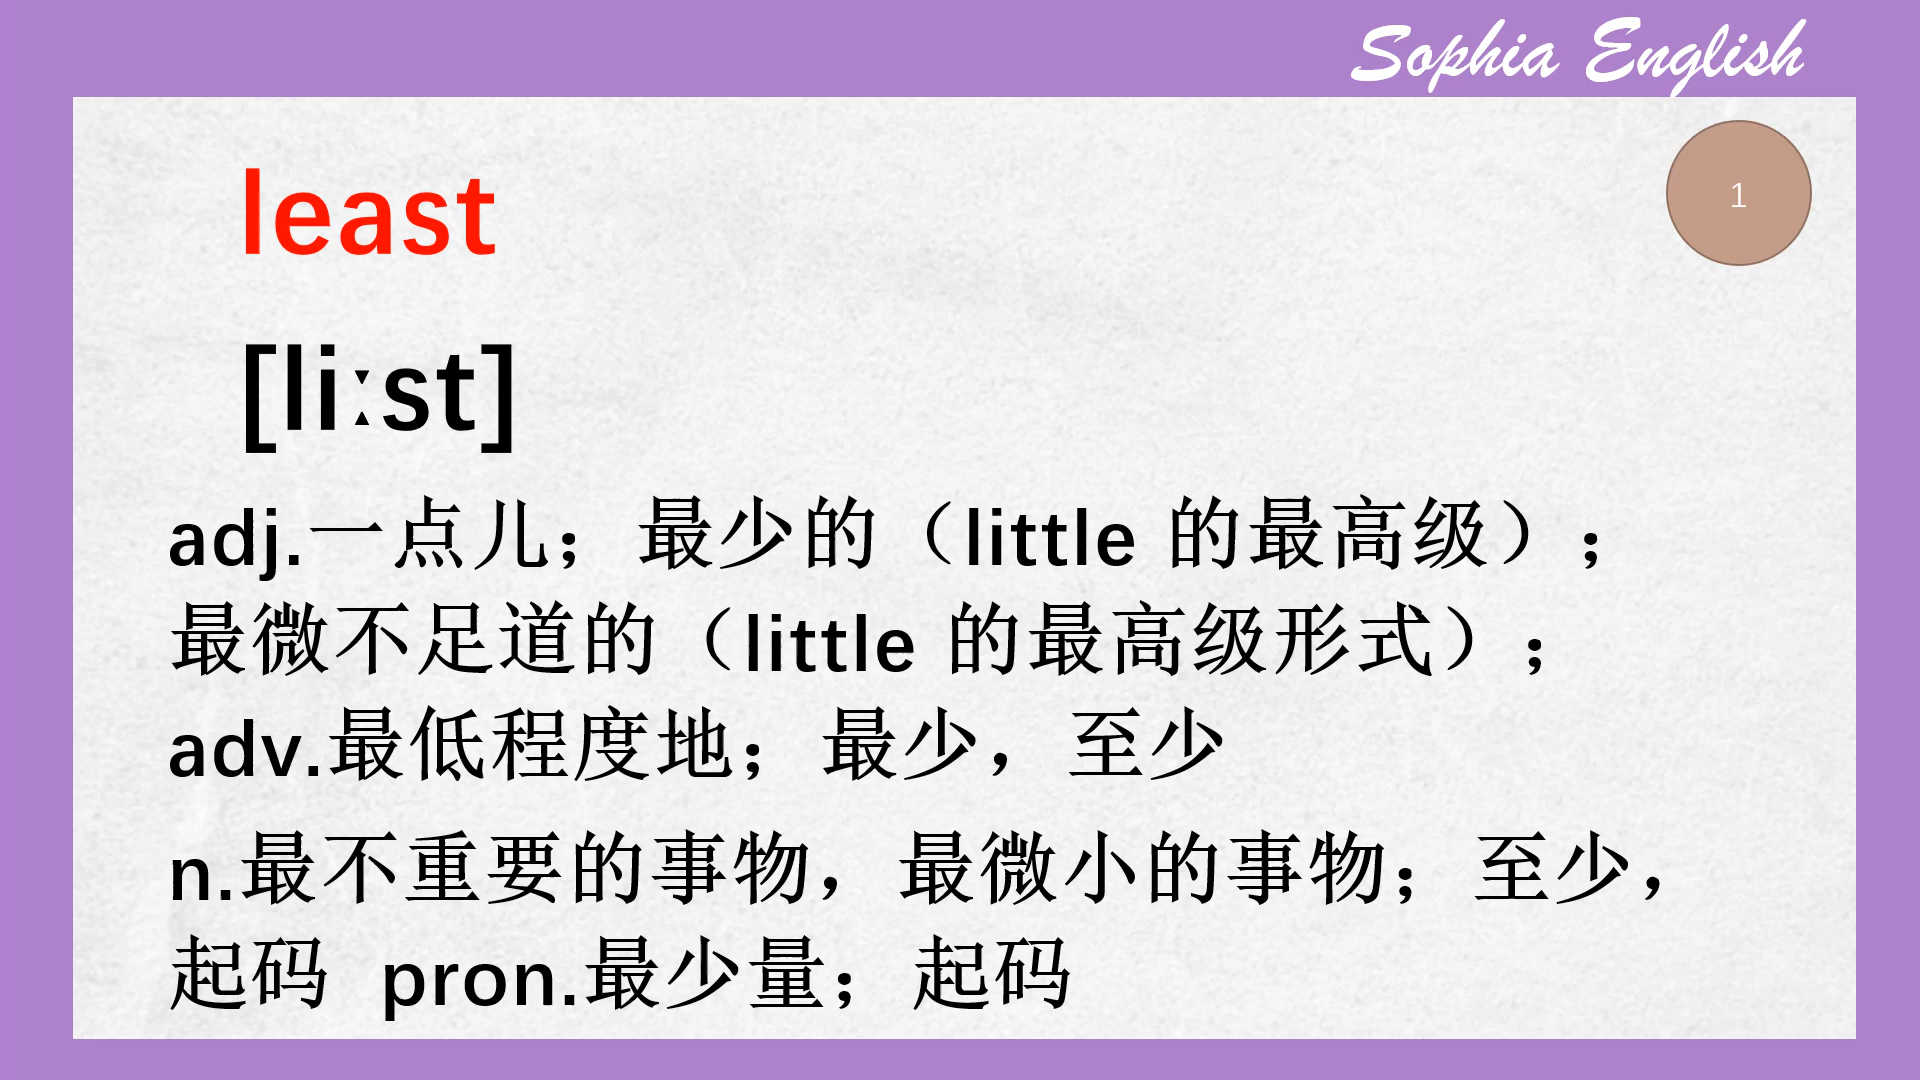 Sophia English
1
least
[liːst]
adj.一点儿；最少的（little 的最高级）；
最微不足道的（little 的最高级形式）；
adv.最低程度地；最少，至少
n.最不重要的事物，最微小的事物；至少，
起码 pron.最少量；起码